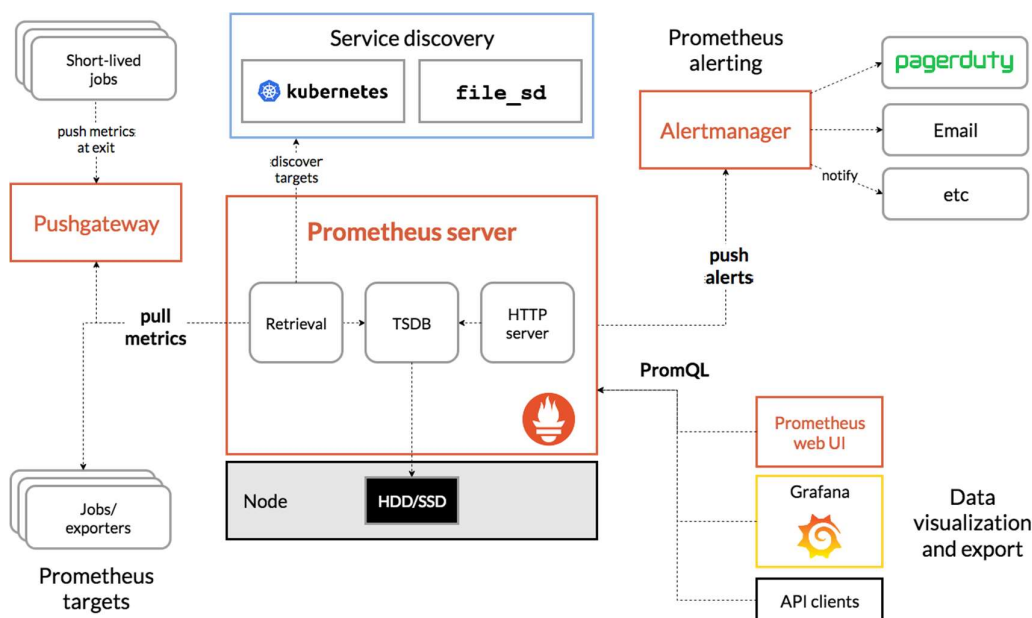 Short-lived
jobs
push metrics
at exit
Pushgateway
Service discovery
kubernetes
file_sd
discover
targets
Prometheus
alerting
Alertmanager
pagerduty
Email
notify
etc
push
alerts
Prometheus server
pull
metrics
Retrieval
TSDB
HTTP
server
PromQL
Node
HDD/SSD
Jobs/
exporters
Prometheus
targets
Prometheus
web UI
Grafana
API clients
Data
visualization
and export